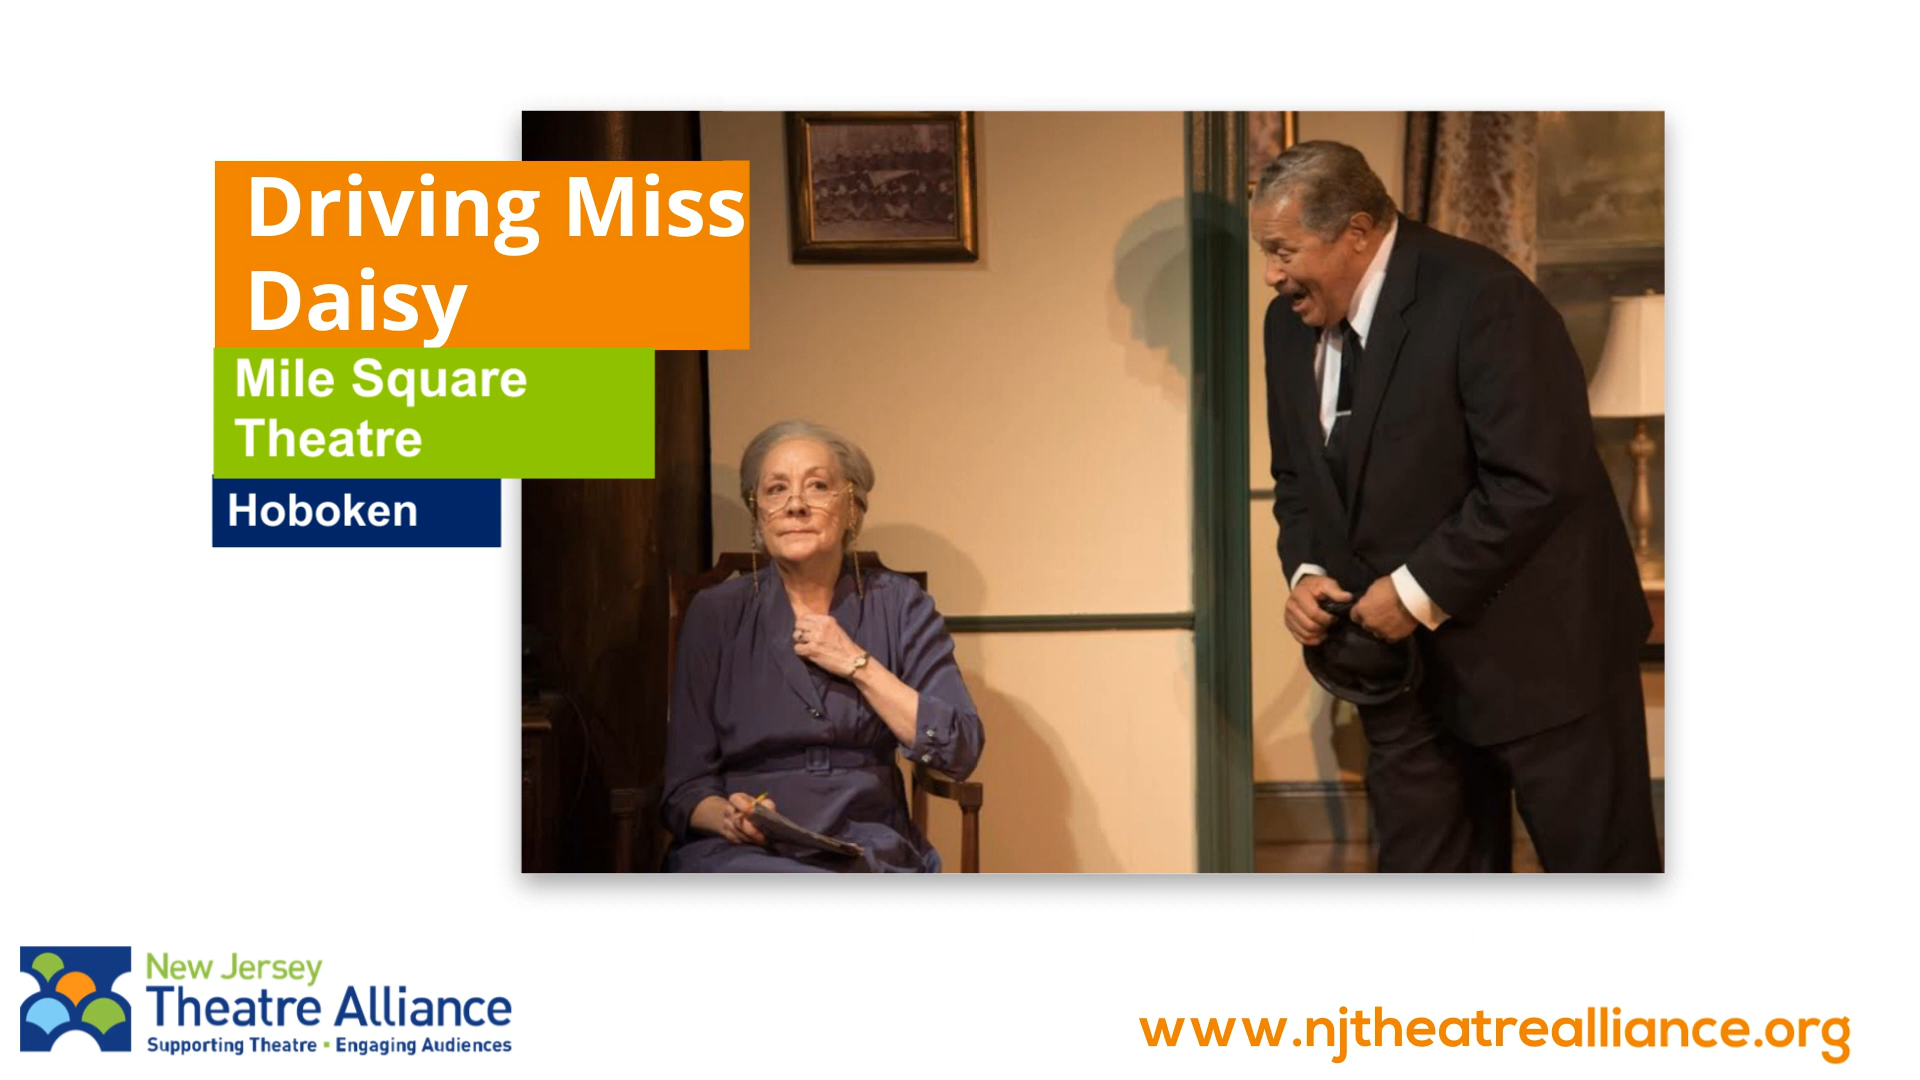 Driving Miss
Daisy
Mile Square
Theatre
Hoboken
New Jersey
Theatre Alliance
Supporting Theatre ▪ Engaging Audiences
www.njtheatrealliance.org